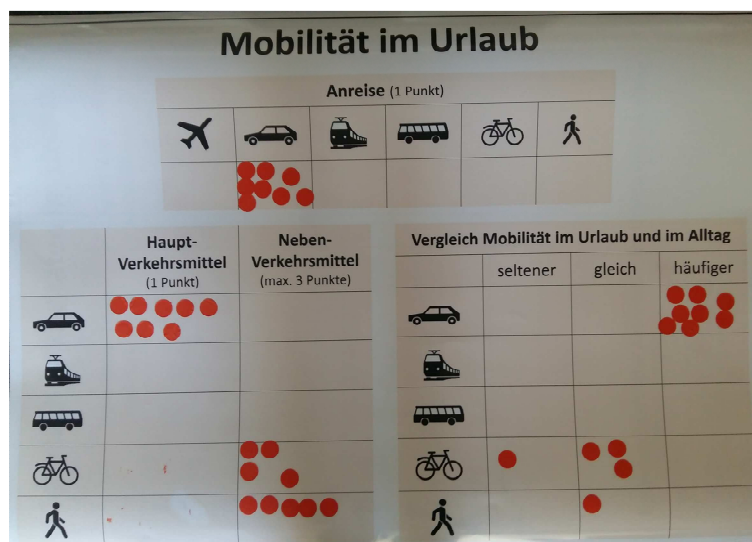 Mobilität im Urlaub
Anreise (1 Punkt)
Haupt-
Verkehrsmittel
(1 Punkt)
Neben-
Verkehrsmittel
(max. 3 Punkte)
Vergleich Mobilität im Urlaub und im Alltag
seltener
gleich
häufiger